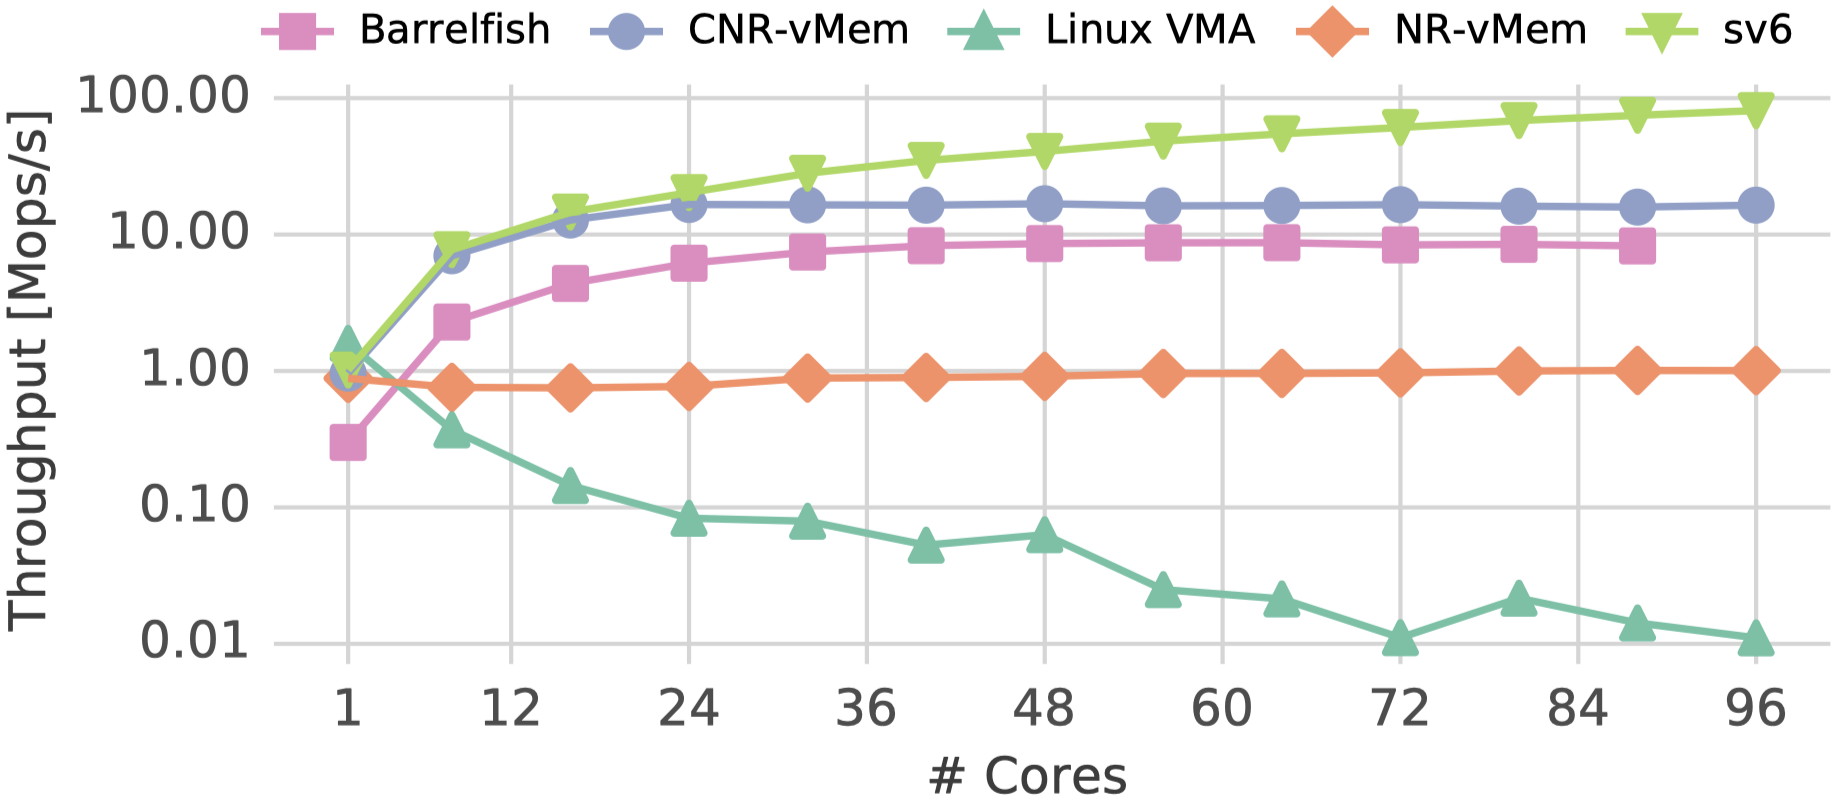 Barrelfish CNR-vMem Linux VMA NR-vMem sv6
Throughput [Mops/s]
100.00
10.00
1.00
0.10
0.01
1 12 24 36 48 60 72 84 96
# Cores